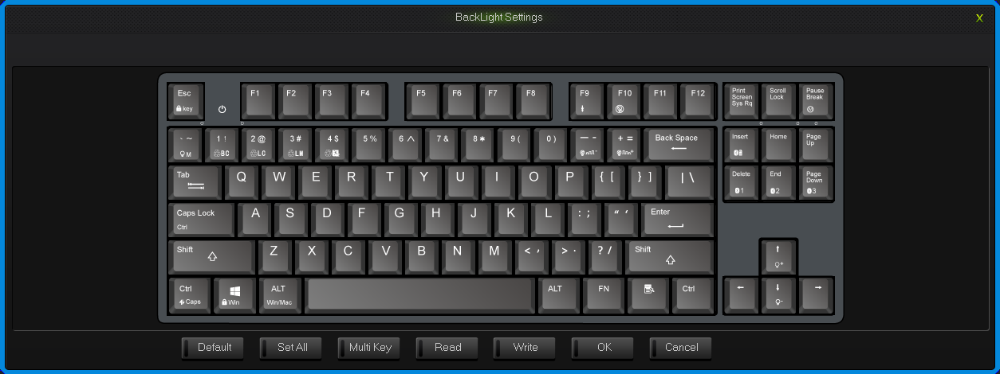 BackLight Settings X
Esc F1 F2 F3 F4 F5 F6 F7 F8 F9 F10 F11 F12 Print Screen Sys Rq Scroll Lock Pause Break
key
` ~ 1 ! 2 @ 3 # 4 $ 5 % 6 ^ 7 & 8 * 9 ( 0 ) — - + = Back Space Insert Home Page Up
M BC LC LM
Tab Q W E R T Y U I O P { [ } ] | \ Delete End Page Down
1 2 3
Caps Lock A S D F G H J K L : ; “ ‘ Enter
Ctrl
Shift Z X C V B N M < , > . ? / Shift
Ctrl ALT ALT FN Ctrl
Caps Win Win/Mac
Default Set All Multi Key Read Write OK Cancel